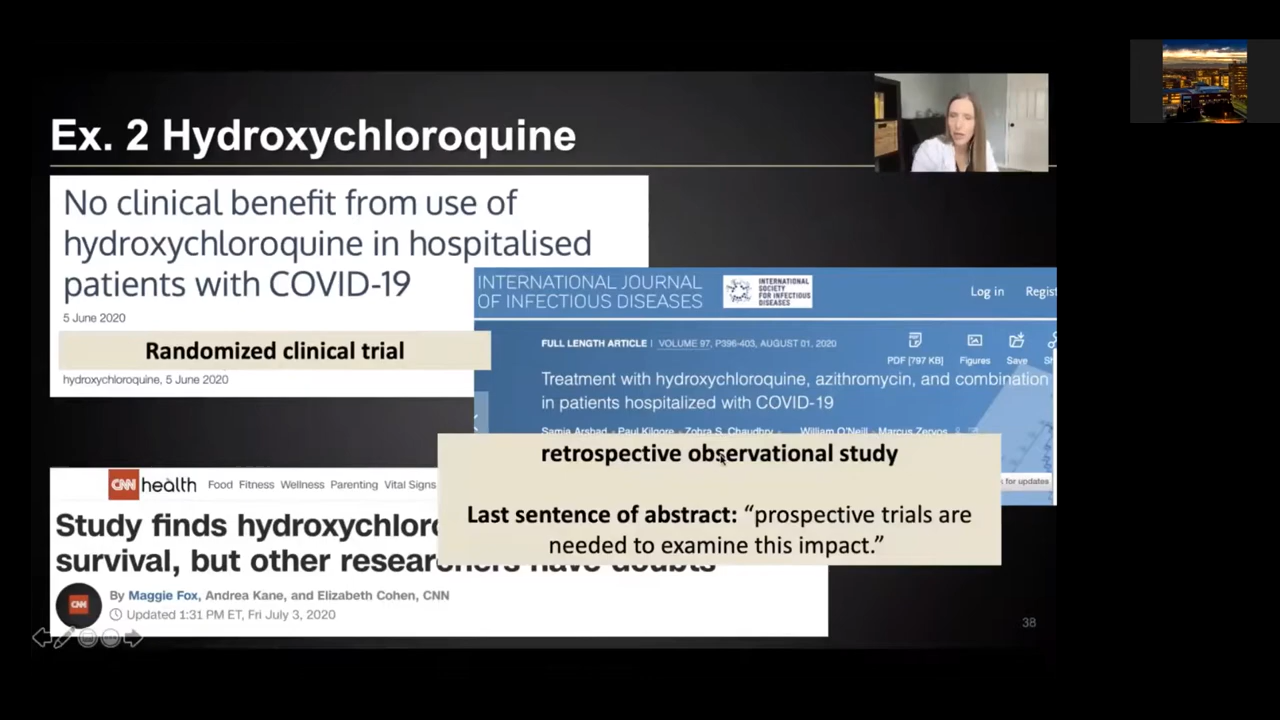 Ex. 2 Hydroxychloroquine
No clinical benefit from use of
hydroxychloroquine in hospitalised
patients with COVID-19
5 June 2020
Randomized clinical trial
hydroxychloroquine, 5 June 2020
INTERNATIONAL JOURNAL
OF INFECTIOUS DISEASES
INTERNATIONAL
SOCIETY
FOR INFECTIOUS
DISEASES
Log in Regist
FULL LENGTH ARTICLE | VOLUME 97, P396-403, AUGUST 01, 2020
PDF [797 KB] Figures Save Sh
Treatment with hydroxychloroquine, azithromycin, and combination
in patients hospitalized with COVID-19
Samia Arshad Paul Kilgore Zohra S. Chaudhry William O'Neill Marcus Zervos
retrospective observational study
for updates
Last sentence of abstract: “prospective trials are
needed to examine this impact.”
CNN health Food Fitness Wellness Parenting Vital Signs
Study finds hydroxychlor
survival, but other researchers have doubts
CNN
By Maggie Fox, Andrea Kane, and Elizabeth Cohen, CNN
Updated 1:31 PM ET, Fri July 3, 2020
38